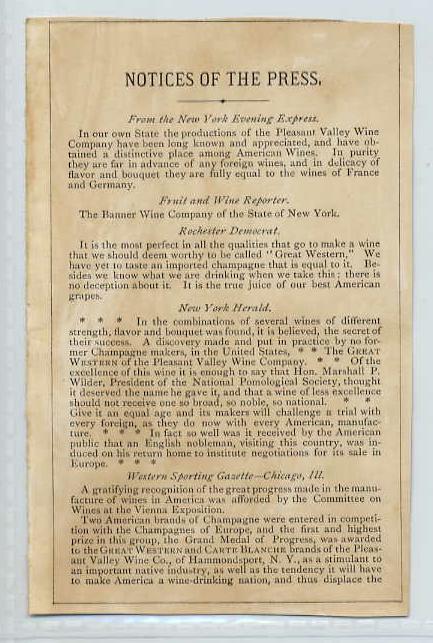 NOTICES OF THE PRESS.
From the New York Evening Express.
In our own State the productions of the Pleasant Valley Wine
Company have been long known and appreciated, and have ob-
tained a distinctive place among American Wines. In purity
they are far in advance of any foreign wines, and in delicacy of
flavor and bouquet they are fully equal to the wines of France
and Germany.
Fruit and Wine Reporter.
The Banner Wine Company of the State of New York.
Rochester Democrat.
It is the most perfect in all the qualities that go to make a wine
that we should deem worthy to be called "Great Western." We
have yet to taste an imported champagne that is equal to it. Be-
sides we know what we are drinking when we take this; there is
no deception about it. It is the true juice of our best American
grapes.
New York Herald.
* * * In the combinations of several wines of different
strength, flavor and bouquet was found, it is believed, the secret of
their success. A discovery made and put in practice by no for-
mer Champagne makers, in the United States, * * The GREAT
WESTERN of the Pleasant Valley Wine Company. * * Of the
excellence of this wine it is enough to say that Hon. Marshall P.
Wilder, President of the National Pomological Society, thought
it deserved the name he gave it, and that a wine of less excellence
should not receive one so broad, so noble, so national. * *
Give it an equal age and its makers will challenge a trial with
every foreign, as they do now with every American, manufac-
ture. * * * In fact so well was it received by the American
public that an English nobleman, visiting this country, was in-
duced on his return home to institute negotiations for its sale in
Europe. * * *
Western Sporting Gazette—Chicago, Ill.
A gratifying recognition of the great progress made in the manu-
facture of wines in America was afforded by the Committee on
Wines at the Vienna Exposition.
Two American brands of Champagne were entered in competi-
tion with the Champagnes of Europe, and the first and highest
prize in this group, the Grand Medal of Progress, was awarded
to the GREAT WESTERN and CARTE BLANCHE brands of the Pleas-
ant Valley Wine Co., of Hammondsport, N. Y., as a stimulant to
an important native industry, as well as the tendency it will have
to make America a wine-drinking nation, and thus displace the